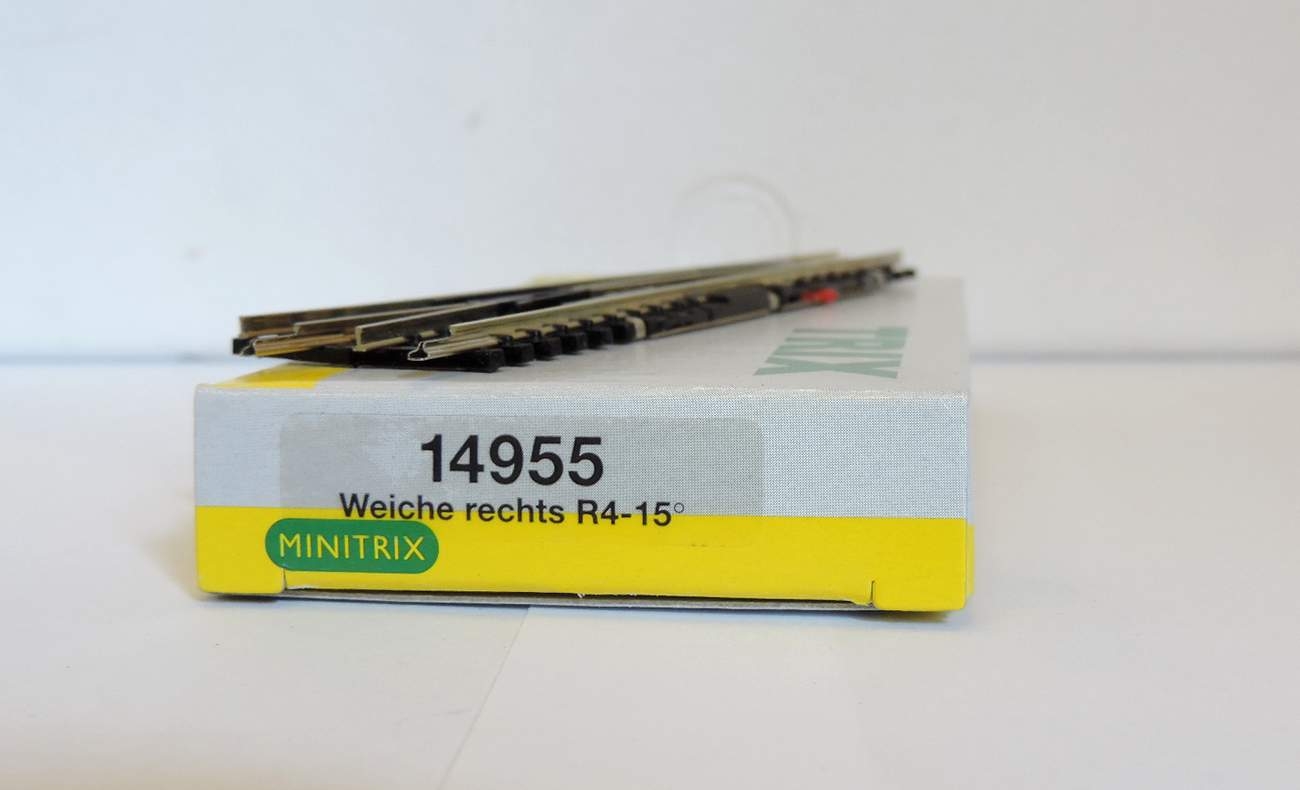 TRIX
14955
Weiche rechts R4-15°
MINITRIX